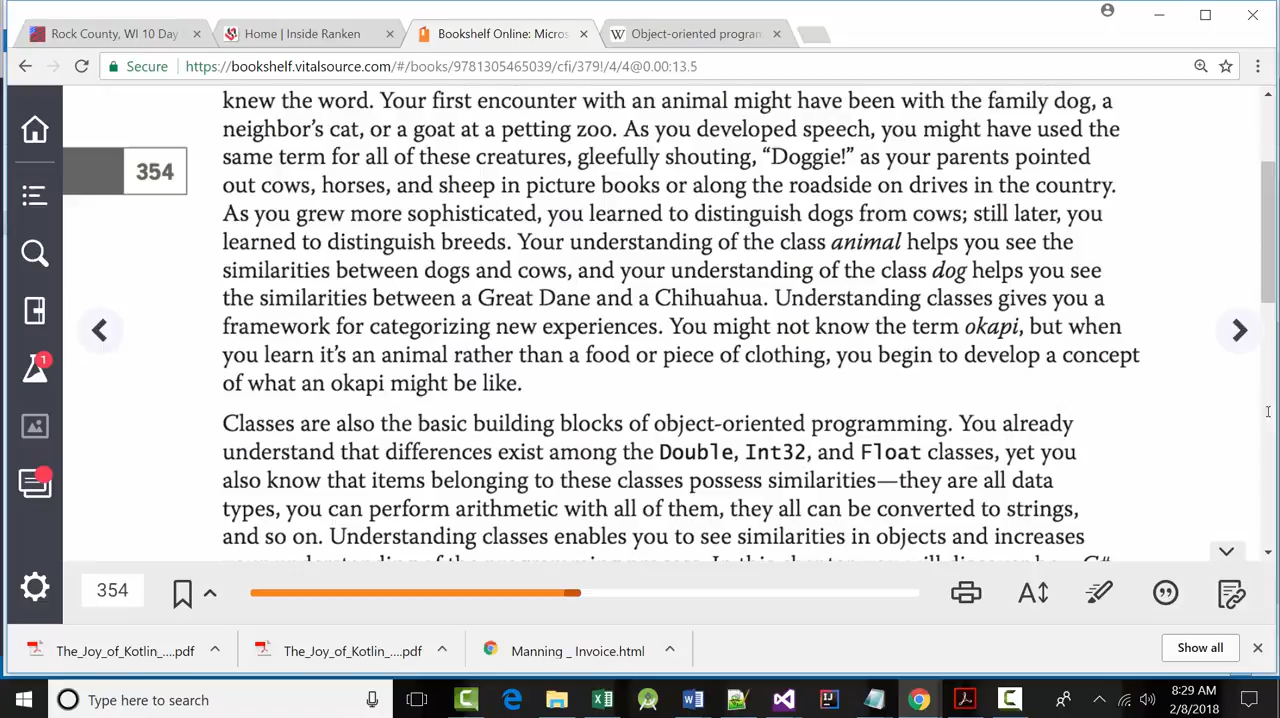 Rock County, WI 10 Day
Home | Inside Ranken
Bookshelf Online: Micros
Object-oriented program
Secure
https://bookshelf.vitalsource.com/#/books/9781305465039/cfi/379!/4/4@0.00:13.5
knew the word. Your first encounter with an animal might have been with the family dog, a
neighbor's cat, or a goat at a petting zoo. As you developed speech, you might have used the
354
same term for all of these creatures, gleefully shouting, “Doggie!” as your parents pointed
out cows, horses, and sheep in picture books or along the roadside on drives in the country.
As you grew more sophisticated, you learned to distinguish dogs from cows; still later, you
learned to distinguish breeds. Your understanding of the class animal helps you see the
similarities between dogs and cows, and your understanding of the class dog helps you see
the similarities between a Great Dane and a Chihuahua. Understanding classes gives you a
framework for categorizing new experiences. You might not know the term okapi, but when
you learn it's an animal rather than a food or piece of clothing, you begin to develop a concept
of what an okapi might be like.
1
Classes are also the basic building blocks of object-oriented programming. You already
understand that differences exist among the Double, Int32, and Float classes, yet you
also know that items belonging to these classes possess similarities—they are all data
types, you can perform arithmetic with all of them, they all can be converted to strings,
and so on. Understanding classes enables you to see similarities in objects and increases
354
The_Joy_of_Kotlin_....pdf
The_Joy_of_Kotlin_....pdf
Manning _ Invoice.html
Show all
Type here to search
8:29 AM
2/8/2018